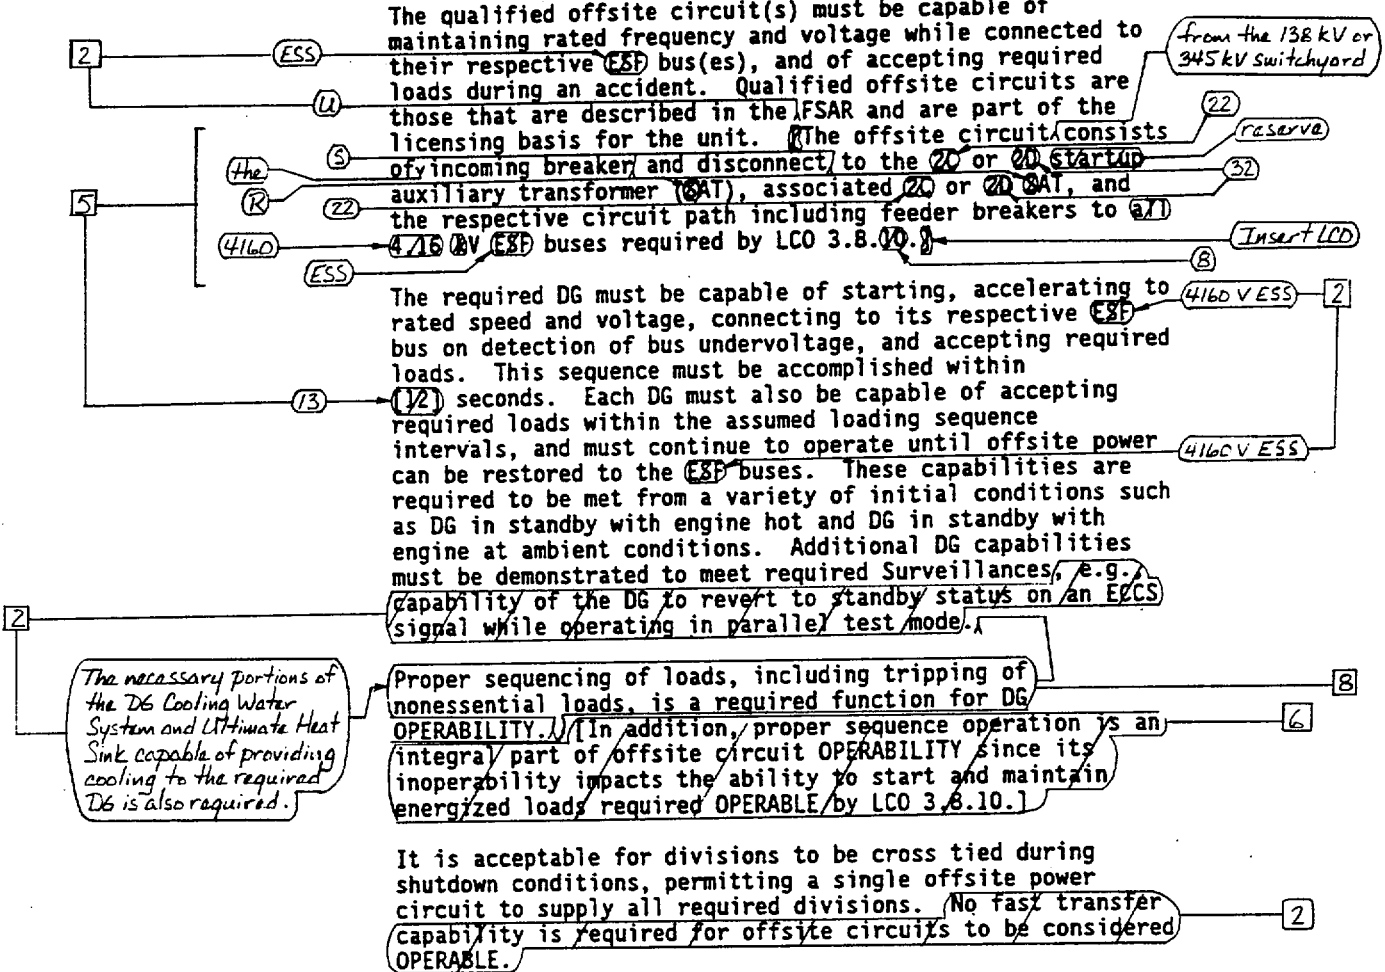 The qualified offsite circuit(s) must be capable of
maintaining rated frequency and voltage while connected to
their respective ESF bus(es), and of accepting required
loads during an accident. Qualified offsite circuits are
those that are described in the FSAR and are part of the
licensing basis for the unit. [The offsite circuit consists
of incoming breaker and disconnect to the 2C or 2D startup
auxiliary transformer (SAT), associated 2C or 2D SAT, and
the respective circuit path including feeder breakers to all
4.16 kV ESF buses required by LCO 3.8.10.]
from the 138 kV or
345 kV switchyard
2
ESS
U
22
reserve
S
the
R
22
32
5
4160
ESS
Insert LCO
8
The required DG must be capable of starting, accelerating to
rated speed and voltage, connecting to its respective ESF
bus on detection of bus undervoltage, and accepting required
loads. This sequence must be accomplished within
[12] seconds. Each DG must also be capable of accepting
required loads within the assumed loading sequence
intervals, and must continue to operate until offsite power
can be restored to the ESF buses. These capabilities are
required to be met from a variety of initial conditions such
as DG in standby with engine hot and DG in standby with
engine at ambient conditions. Additional DG capabilities
must be demonstrated to meet required Surveillances, e.g.,
capability of the DG to revert to standby status on an ECCS
signal while operating in parallel test mode.
4160 V ESS
2
13
4160 V ESS
2
The necessary portions of
the DG Cooling Water
System and Ultimate Heat
Sink capable of providing
cooling to the required
DG is also required.
Proper sequencing of loads, including tripping of
nonessential loads, is a required function for DG
OPERABILITY. [In addition, proper sequence operation is an
integral part of offsite circuit OPERABILITY since its
inoperability impacts the ability to start and maintain
energized loads required OPERABLE by LCO 3.8.10.]
8
6
It is acceptable for divisions to be cross tied during
shutdown conditions, permitting a single offsite power
circuit to supply all required divisions. No fast transfer
capability is required for offsite circuits to be considered
OPERABLE.
2